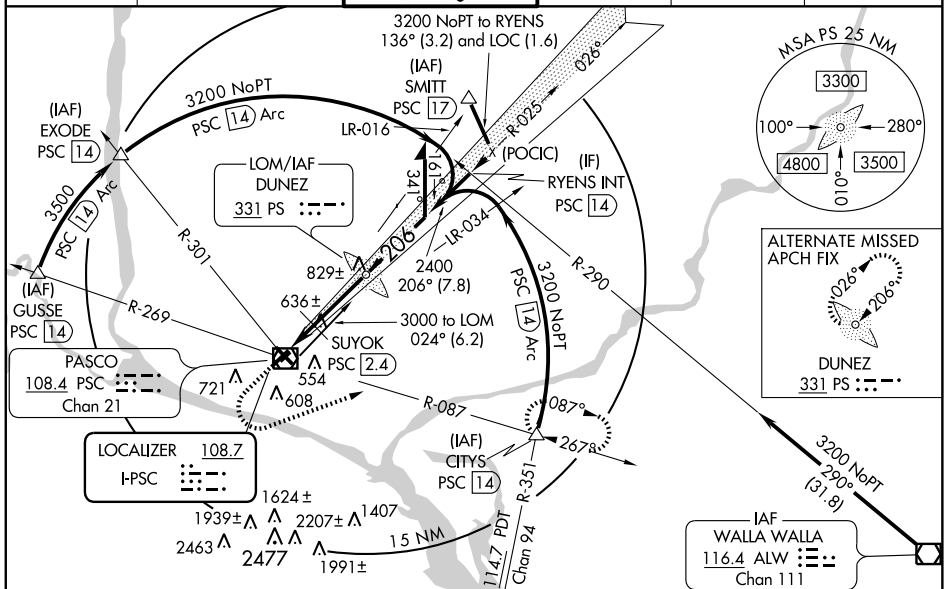 3200 NoPT to RYENS
136° (3.2) and LOC (1.6)
(IAF)
SMITT
PSC 17
026°
R-025
MSA PS 25 NM
3300
100°
280°
4800
3500
010°
(IAF)
EXODE
PSC 14
3200 NoPT
PSC 14 Arc
LR-016
(POCIC)
(IF)
RYENS INT
PSC 14
LOM/IAF
DUNEZ
331 PS
341°
161°
206°
LR-034
3500
PSC 14 Arc
R-301
829±
2400
206° (7.8)
R-290
ALTERNATE MISSED
APCH FIX
026°
206°
DUNEZ
331 PS
(IAF)
GUSSE
PSC 14
R-269
636±
3000 to LOM
024° (6.2)
3200 NoPT
PSC 14 Arc
SUYOK
PSC 2.4
PASCO
108.4 PSC
Chan 21
721
554
608
R-087
087°
267°
LOCALIZER 108.7
I-PSC
(IAF)
CITYS
PSC 14
R-351
114.7 PDT
Chan 94
3200 NoPT
290°
(31.8)
1624±
1939±
2207±
1407
2463
2477
1991±
15 NM
IAF
WALLA WALLA
116.4 ALW
Chan 111